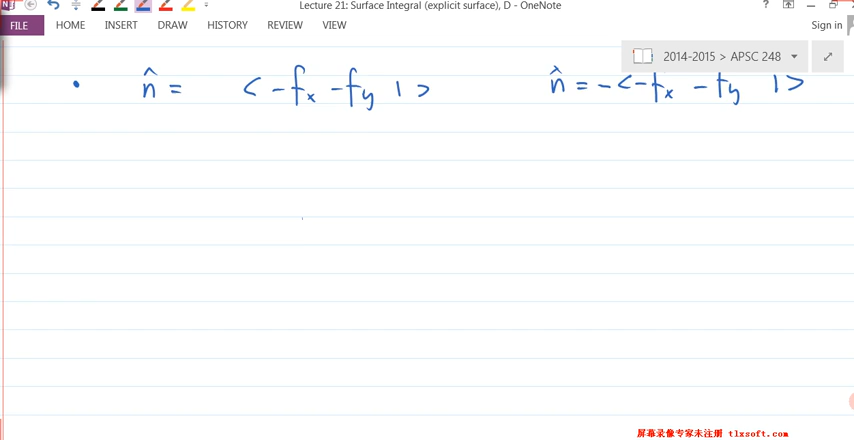 Lecture 21: Surface Integral (explicit surface), D - OneNote
FILE HOME INSERT DRAW HISTORY REVIEW VIEW Sign in
2014-2015 > APSC 248
• n̂ = < -fx -fy 1 > n̂ = -< -fx - fy 1 >
屏幕录像专家未注册 tlxsoft.com